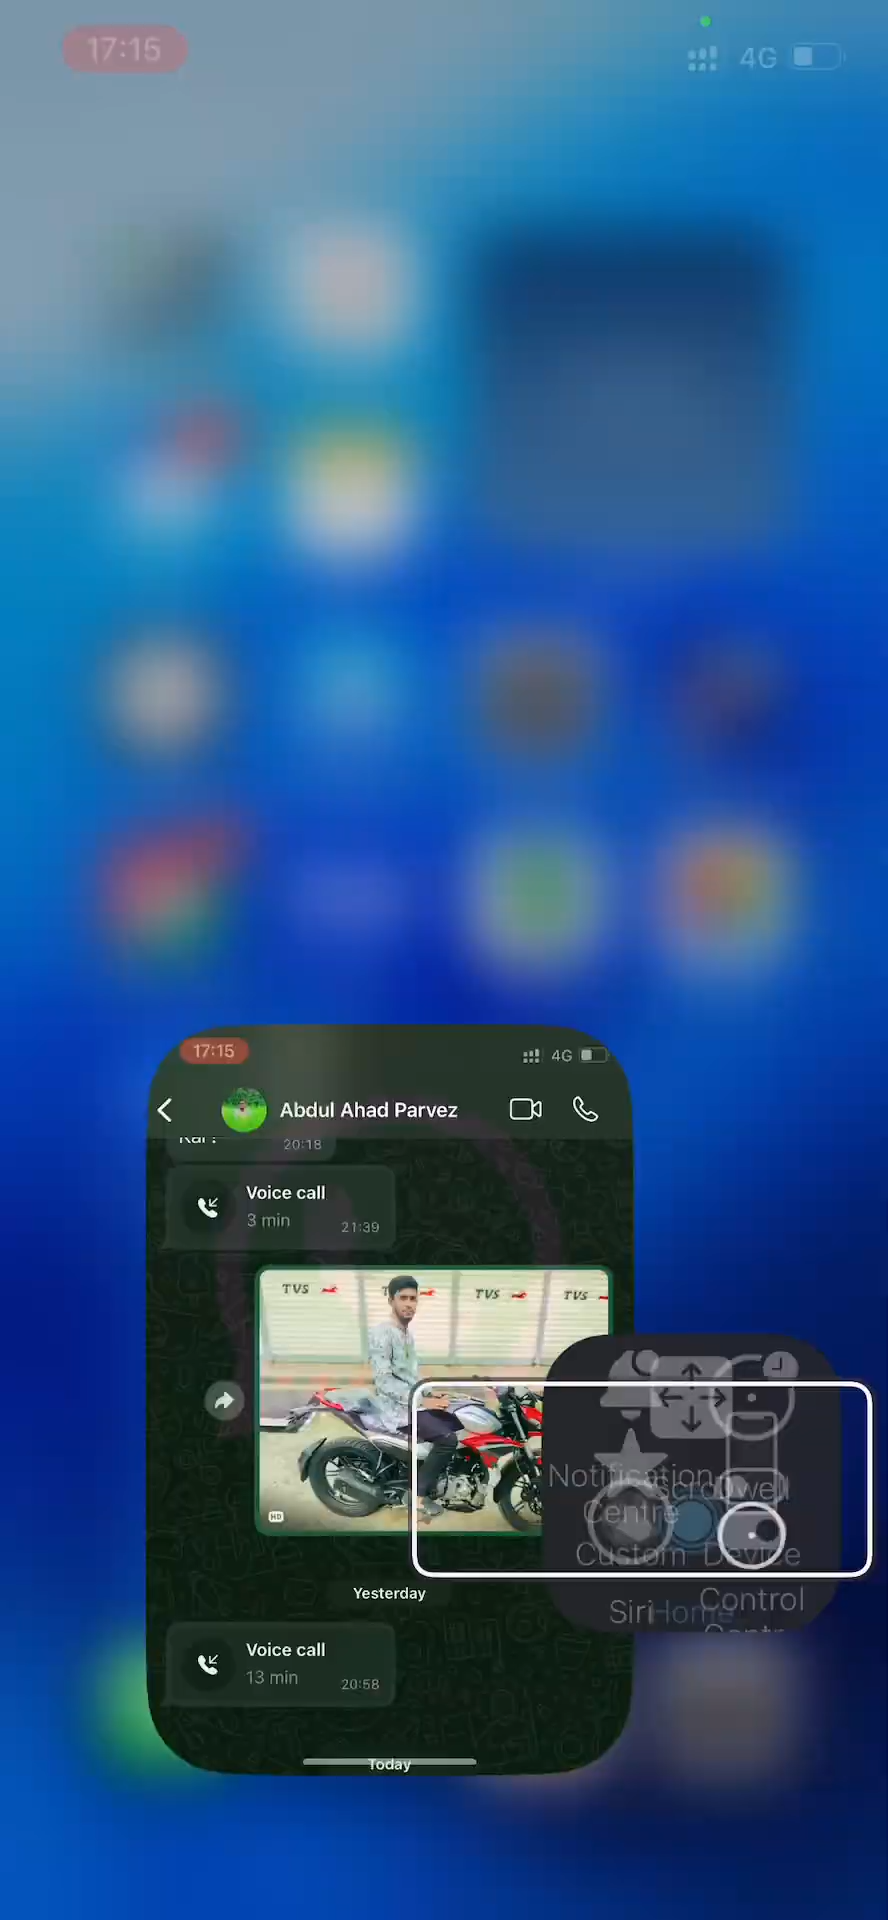 17:15
4G
17:15
4G
Abdul Ahad Parvez
20:18
Voice call
3 min
21:39
TVS
TVS
TVS
HD
Notification
Centre
Custom
Device
Siri
Home
Control
Yesterday
Voice call
13 min
20:58
Today